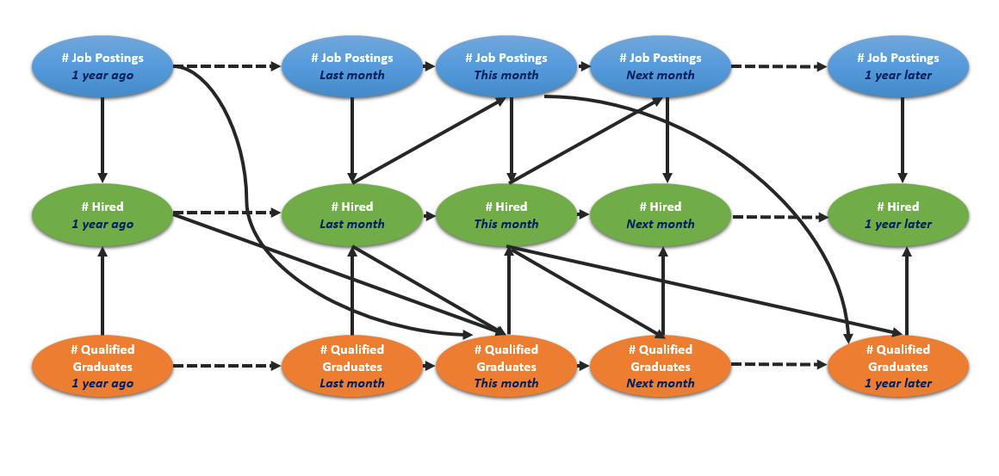 # Job Postings
1 year ago
# Job Postings
Last month
# Job Postings
This month
# Job Postings
Next month
# Job Postings
1 year later
# Hired
1 year ago
# Hired
Last month
# Hired
This month
# Hired
Next month
# Hired
1 year later
# Qualified
Graduates
1 year ago
# Qualified
Graduates
Last month
# Qualified
Graduates
This month
# Qualified
Graduates
Next month
# Qualified
Graduates
1 year later